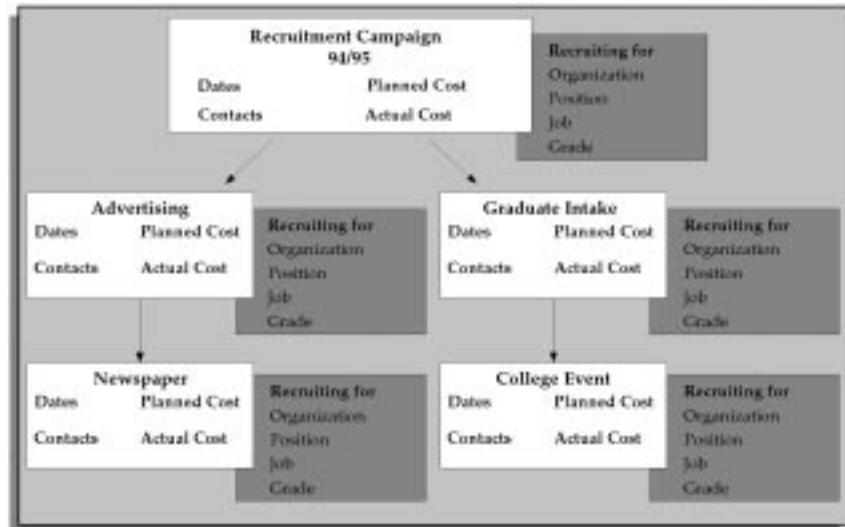 Recruitment Campaign
94/95
Dates Planned Cost
Contacts Actual Cost
Recruiting for
Organization
Position
Job
Grade
Advertising
Dates Planned Cost
Contacts Actual Cost
Recruiting for
Organization
Position
Job
Grade
Graduate Intake
Dates Planned Cost
Contacts Actual Cost
Recruiting for
Organization
Position
Job
Grade
Newspaper
Dates Planned Cost
Contacts Actual Cost
Recruiting for
Organization
Position
Job
Grade
College Event
Dates Planned Cost
Contacts Actual Cost
Recruiting for
Organization
Position
Job
Grade